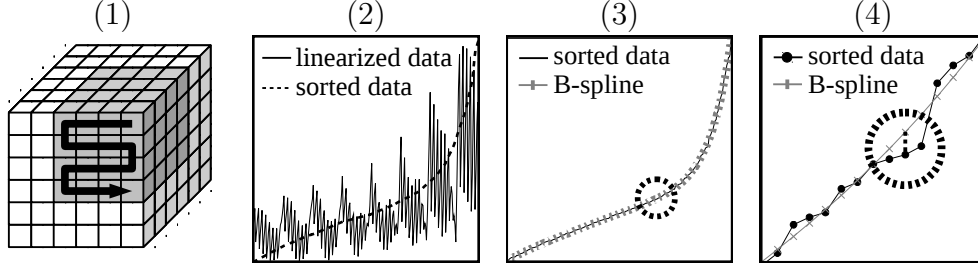 (1)
(2)
(3)
(4)
linearized data
sorted data
sorted data
B-spline
sorted data
B-spline